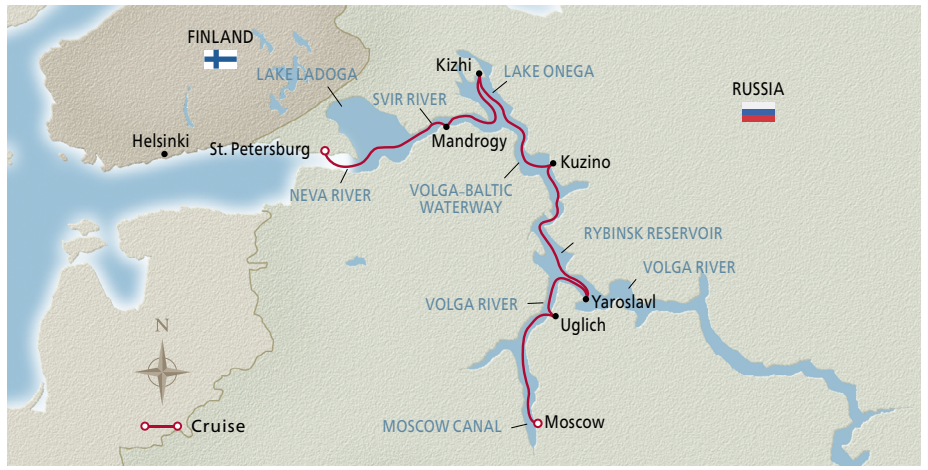 FINLAND
LAKE LADOGA
Kizhi
LAKE ONEGA
RUSSIA
SVIR RIVER
Helsinki
St. Petersburg
Mandrogy
Kuzino
NEVA RIVER
VOLGA-BALTIC
WATERWAY
RYBINSK RESERVOIR
VOLGA RIVER
VOLGA RIVER
Yaroslavl
Uglich
N
Cruise
MOSCOW CANAL
Moscow